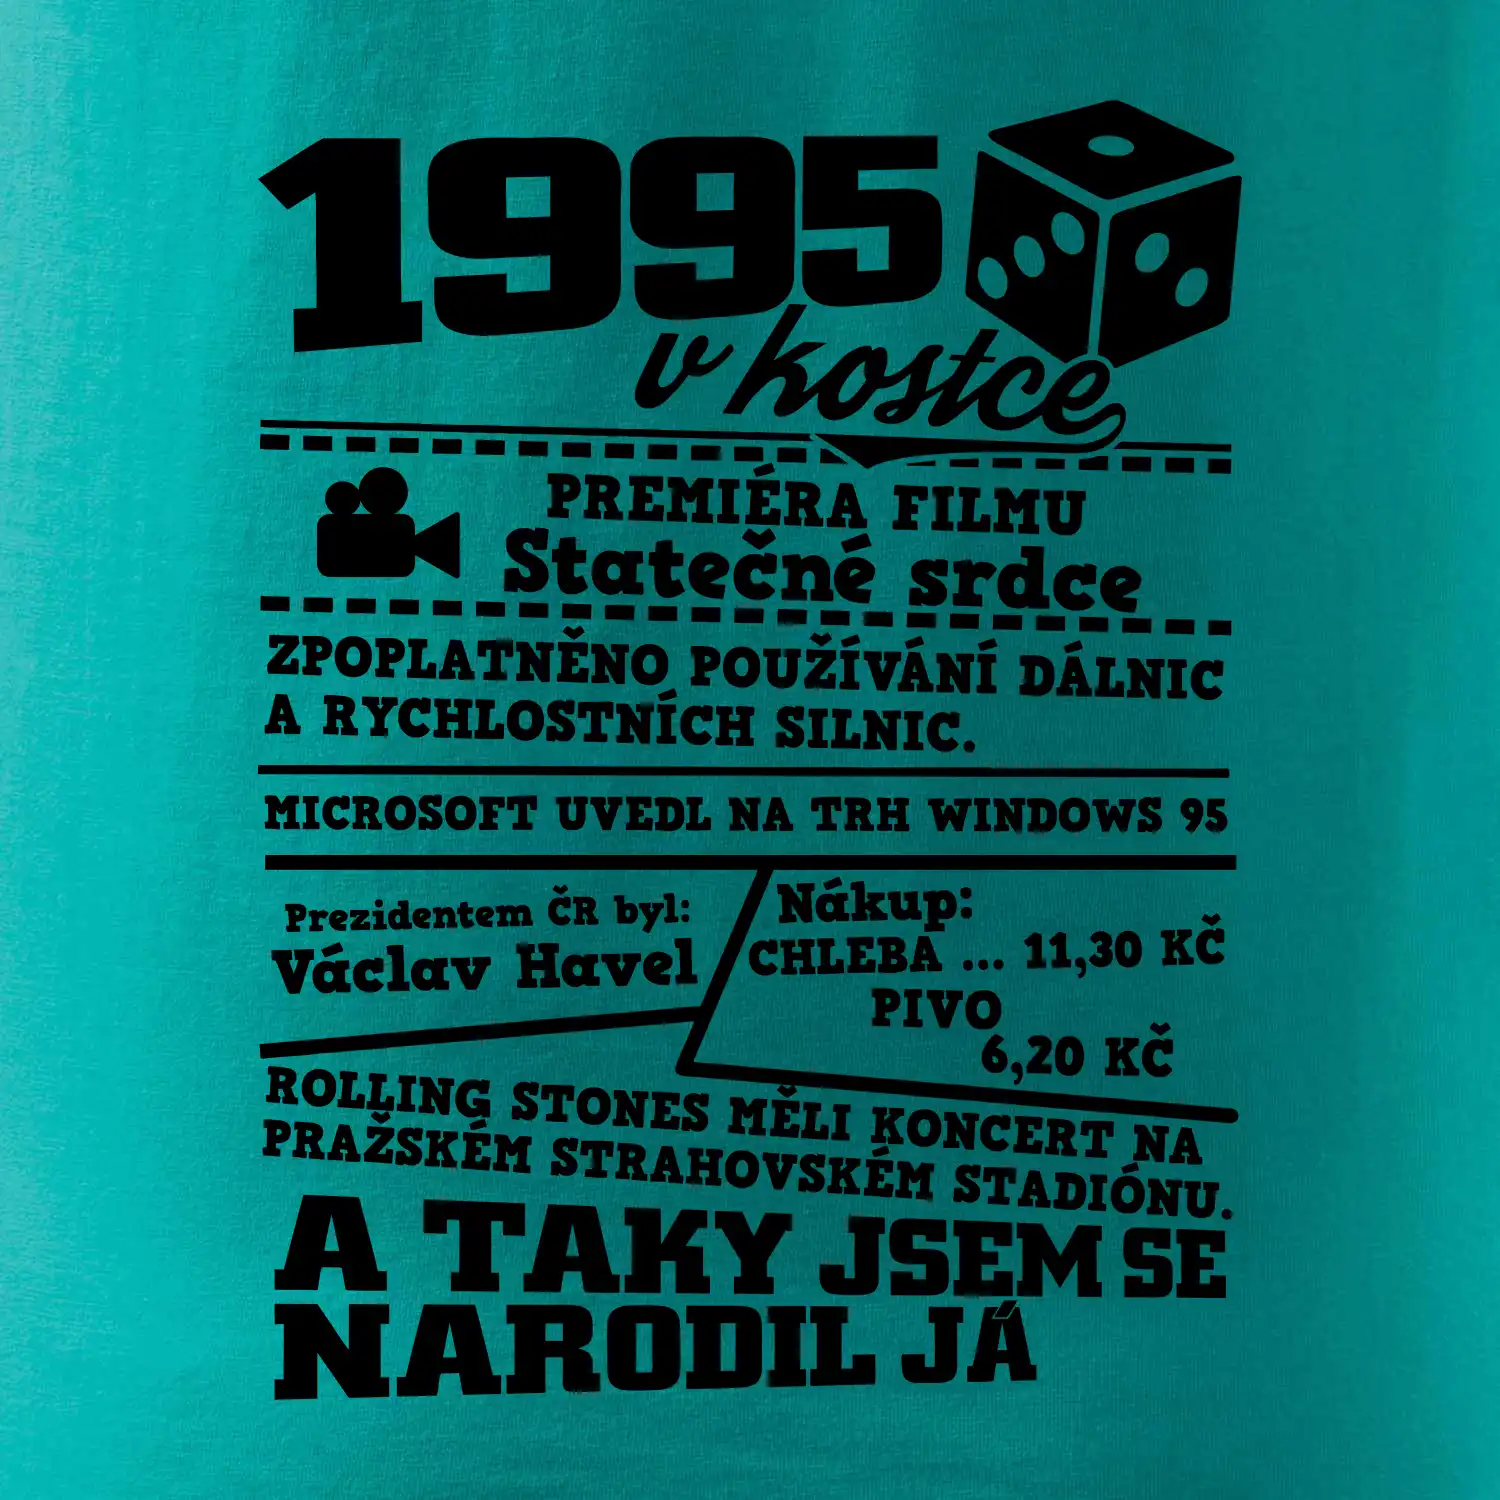 1995
v kostce
PREMIÉRA FILMU
Statečné srdce
ZPOPLATNĚNO POUŽÍVÁNÍ DÁLNIC
A RYCHLOSTNÍCH SILNIC.
MICROSOFT UVEDL NA TRH WINDOWS 95
Prezidentem ČR byl:
Václav Havel
Nákup:
CHLEBA ... 11,30 KČ
PIVO
6,20 KČ
ROLLING STONES MĚLI KONCERT NA
PRAŽSKÉM STRAHOVSKÉM STADIÓNU.
A TAKY JSEM SE
NARODIL JÁ